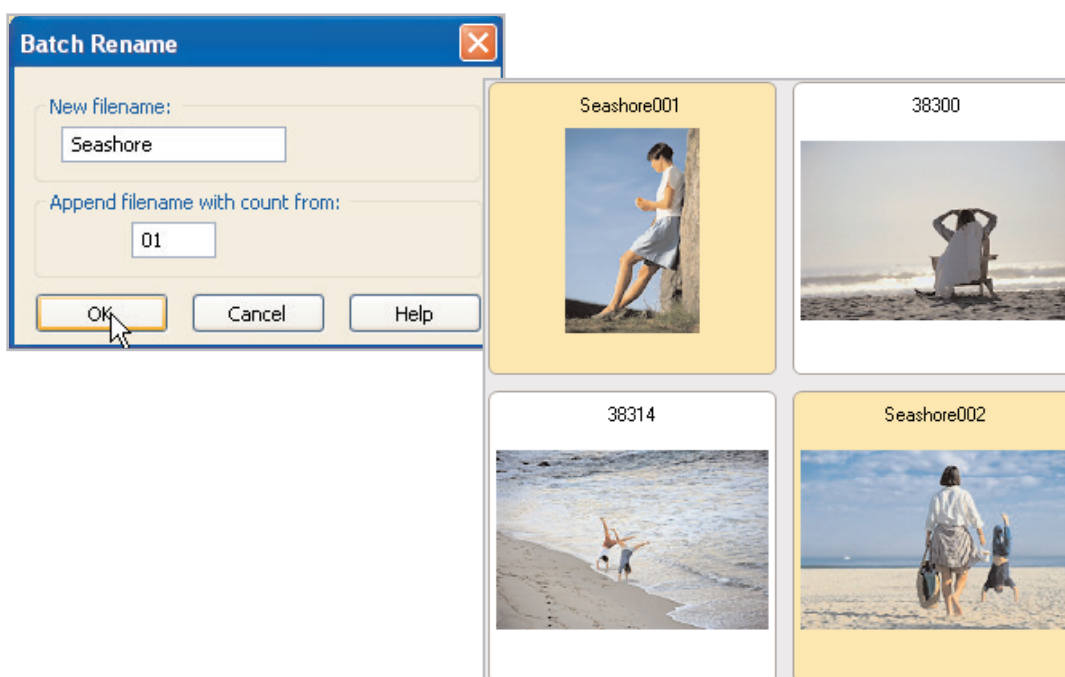 Batch Rename
New filename:
Seashore
Append filename with count from:
01
OK
Cancel
Help
Seashore001
38300
38314
Seashore002